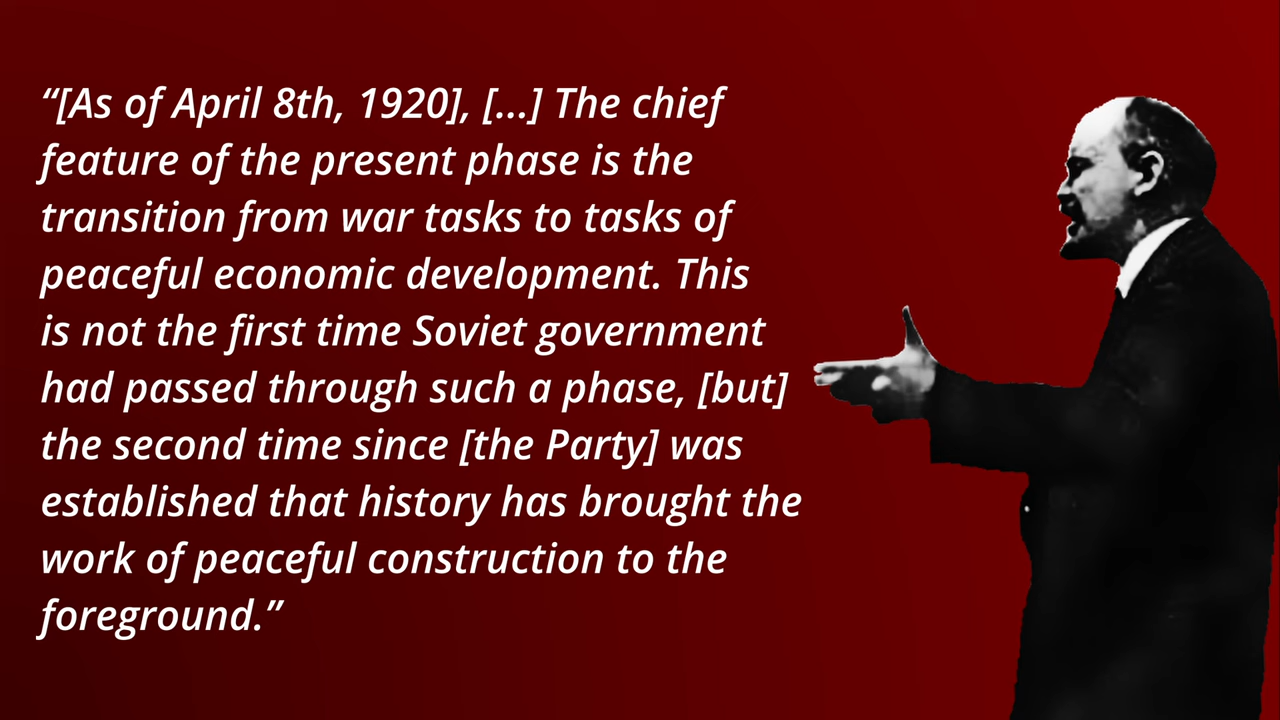 “[As of April 8th, 1920], [...] The chief
feature of the present phase is the
transition from war tasks to tasks of
peaceful economic development. This
is not the first time Soviet government
had passed through such a phase, [but]
the second time since [the Party] was
established that history has brought the
work of peaceful construction to the
foreground.”